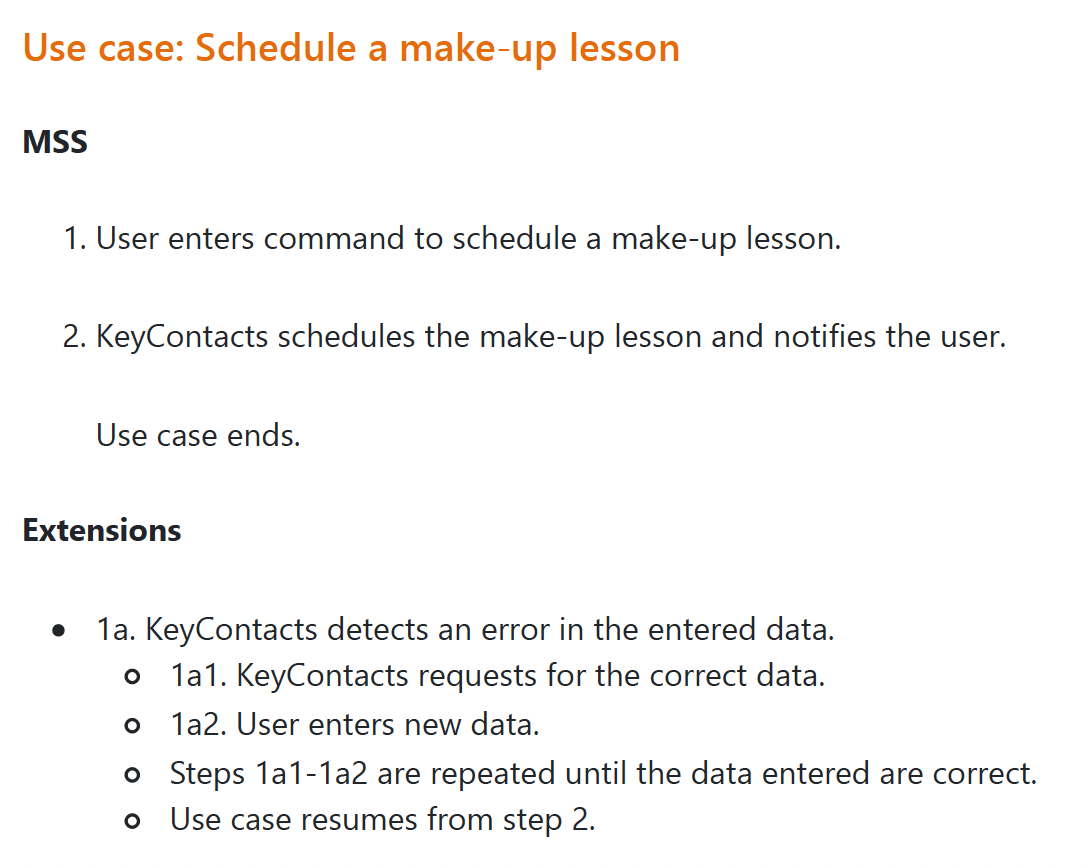 Use case: Schedule a make-up lesson
MSS
1. User enters command to schedule a make-up lesson.
2. KeyContacts schedules the make-up lesson and notifies the user.
Use case ends.
Extensions
• 1a. KeyContacts detects an error in the entered data.
○ 1a1. KeyContacts requests for the correct data.
○ 1a2. User enters new data.
○ Steps 1a1-1a2 are repeated until the data entered are correct.
○ Use case resumes from step 2.